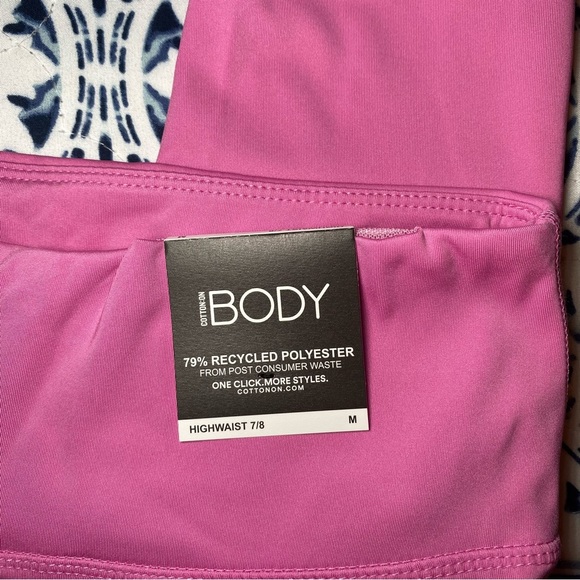 COTTON:ON
BODY
79% RECYCLED POLYESTER
FROM POST CONSUMER WASTE
ONE CLICK.MORE STYLES.
COTTONON.COM
HIGHWAIST 7/8 M